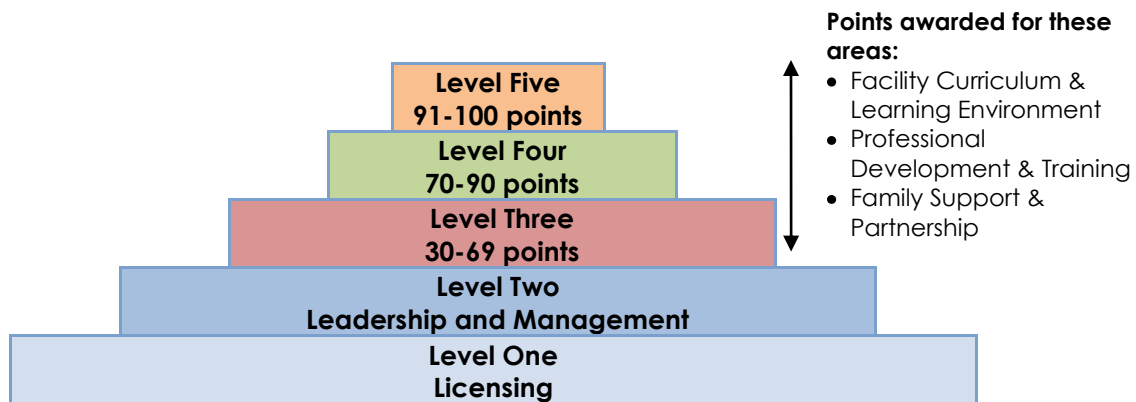 Points awarded for these
areas:
• Facility Curriculum &
Learning Environment
• Professional
Development & Training
• Family Support &
Partnership
Level Five
91-100 points
Level Four
70-90 points
Level Three
30-69 points
Level Two
Leadership and Management
Level One
Licensing